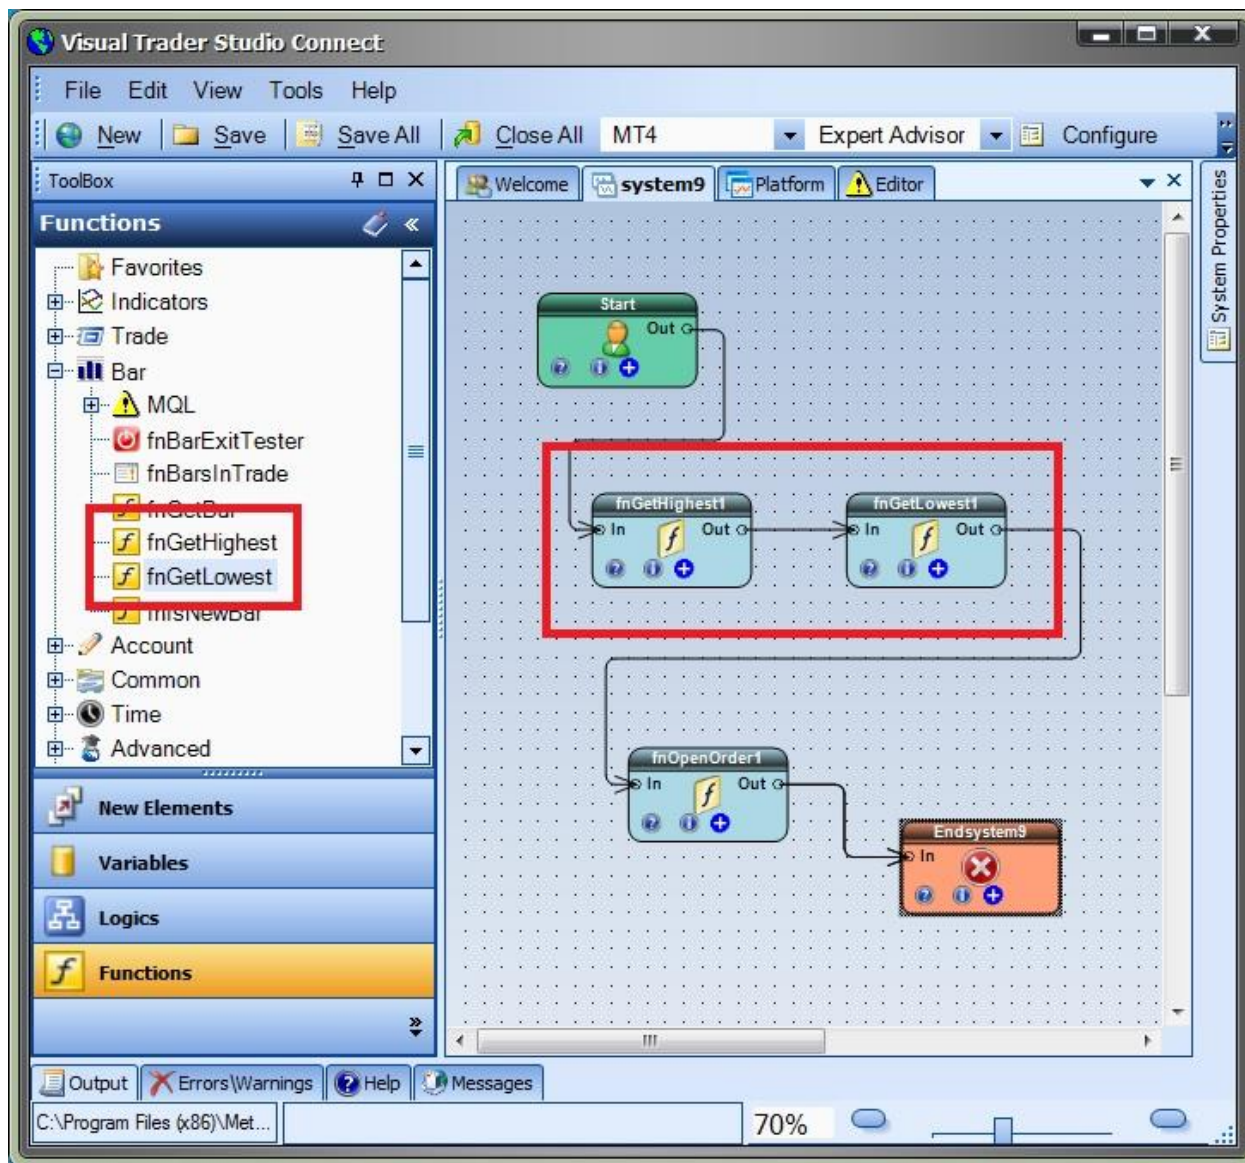 Visual Trader Studio Connect
File Edit View Tools Help
New Save Save All Close All MT4 Expert Advisor Configure
ToolBox
Functions
Favorites
Indicators
Trade
Bar
MQL
fnBarExitTester
fnBarsInTrade
fnGetBar
fnGetHighest
fnGetLowest
fnIsNewBar
Account
Common
Time
Advanced
New Elements
Variables
Logics
Functions
Welcome system9 Platform Editor
System Properties
Start
Out
fnGetHighest1
In Out
fnGetLowest1
In Out
fnOpenOrder1
In Out
Endsystem9
In
Output Errors\Warnings Help Messages
C:\Program Files (x86)\Met...
70%